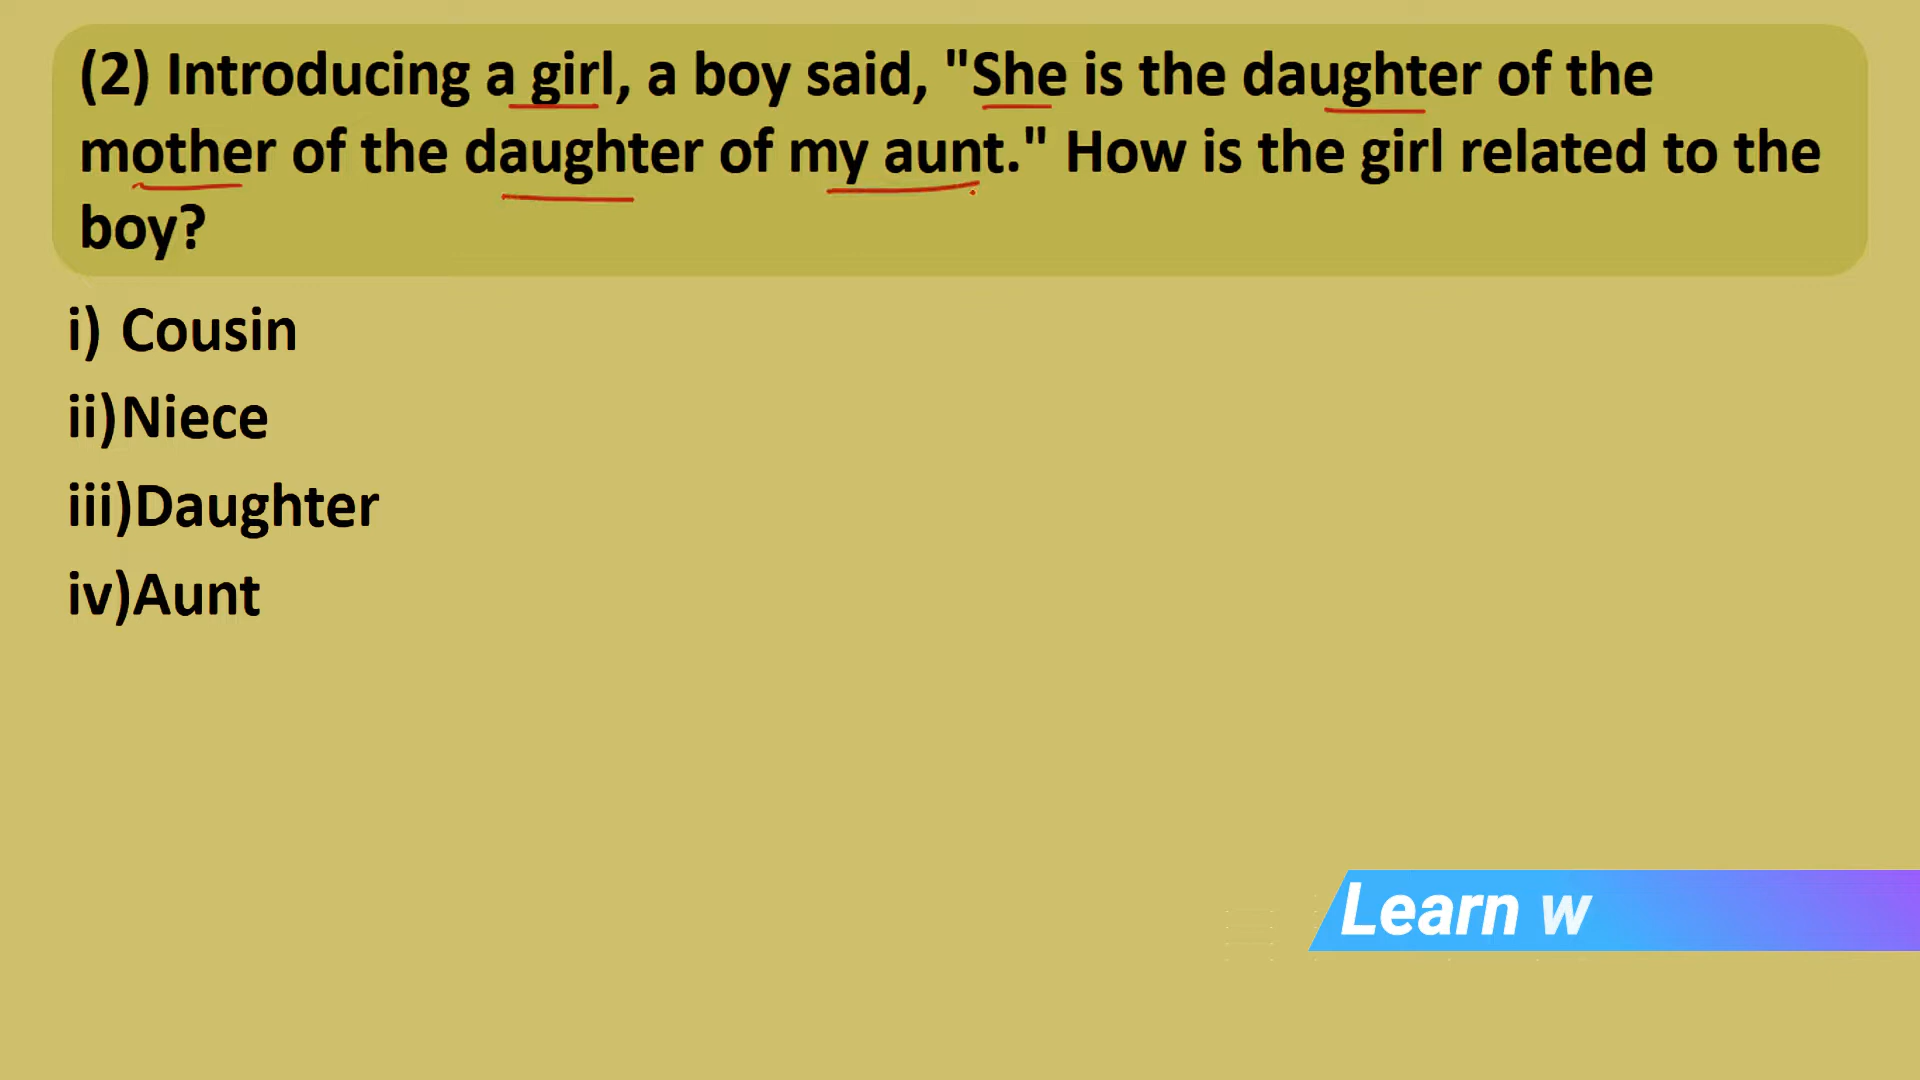 (2) Introducing a girl, a boy said, "She is the daughter of the
mother of the daughter of my aunt." How is the girl related to the
boy?
i) Cousin
ii)Niece
iii)Daughter
iv)Aunt
Learn w